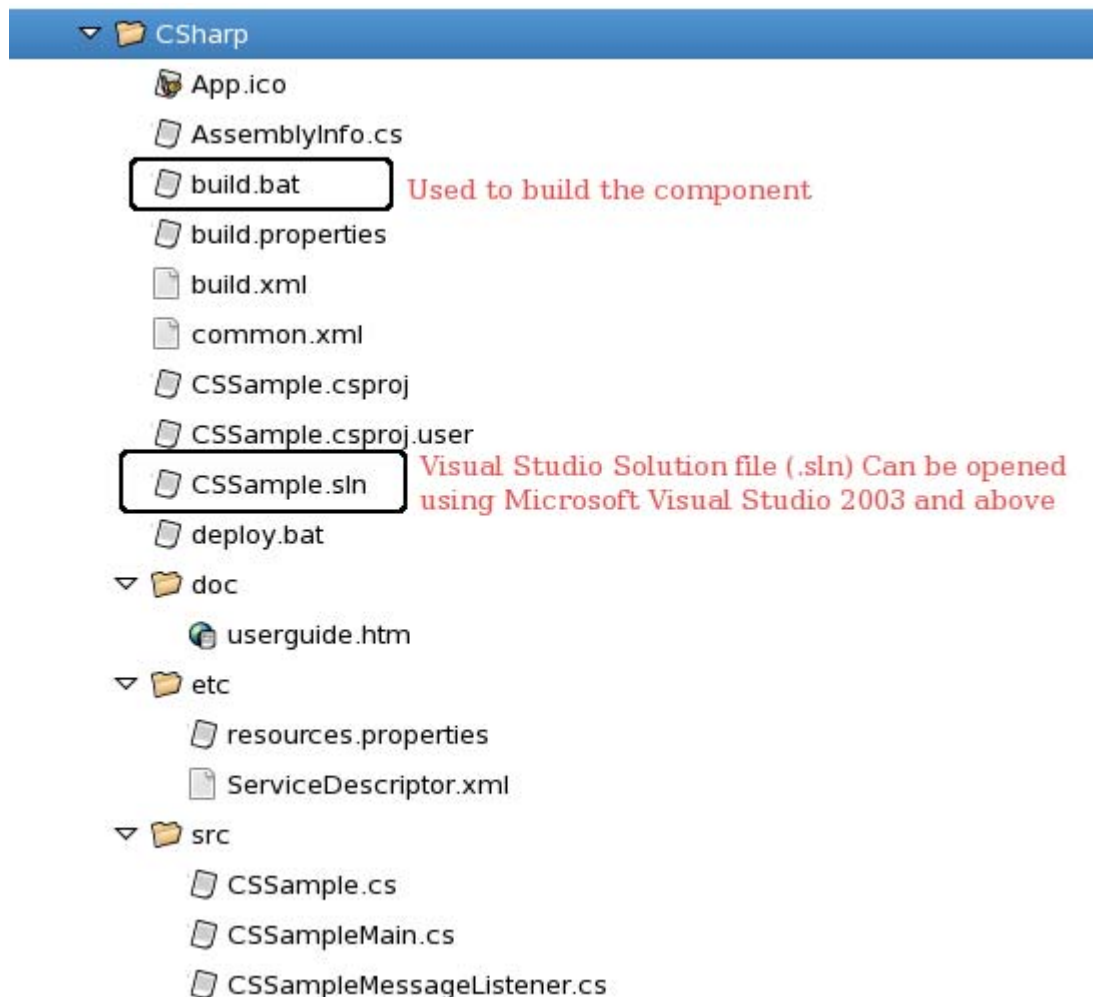 CSharp
App.ico
AssemblyInfo.cs
build.bat
Used to build the component
build.properties
build.xml
common.xml
CSSample.csproj
CSSample.csproj.user
CSSample.sln
Visual Studio Solution file (.sln) Can be opened
using Microsoft Visual Studio 2003 and above
deploy.bat
doc
userguide.htm
etc
resources.properties
ServiceDescriptor.xml
src
CSSample.cs
CSSampleMain.cs
CSSampleMessageListener.cs